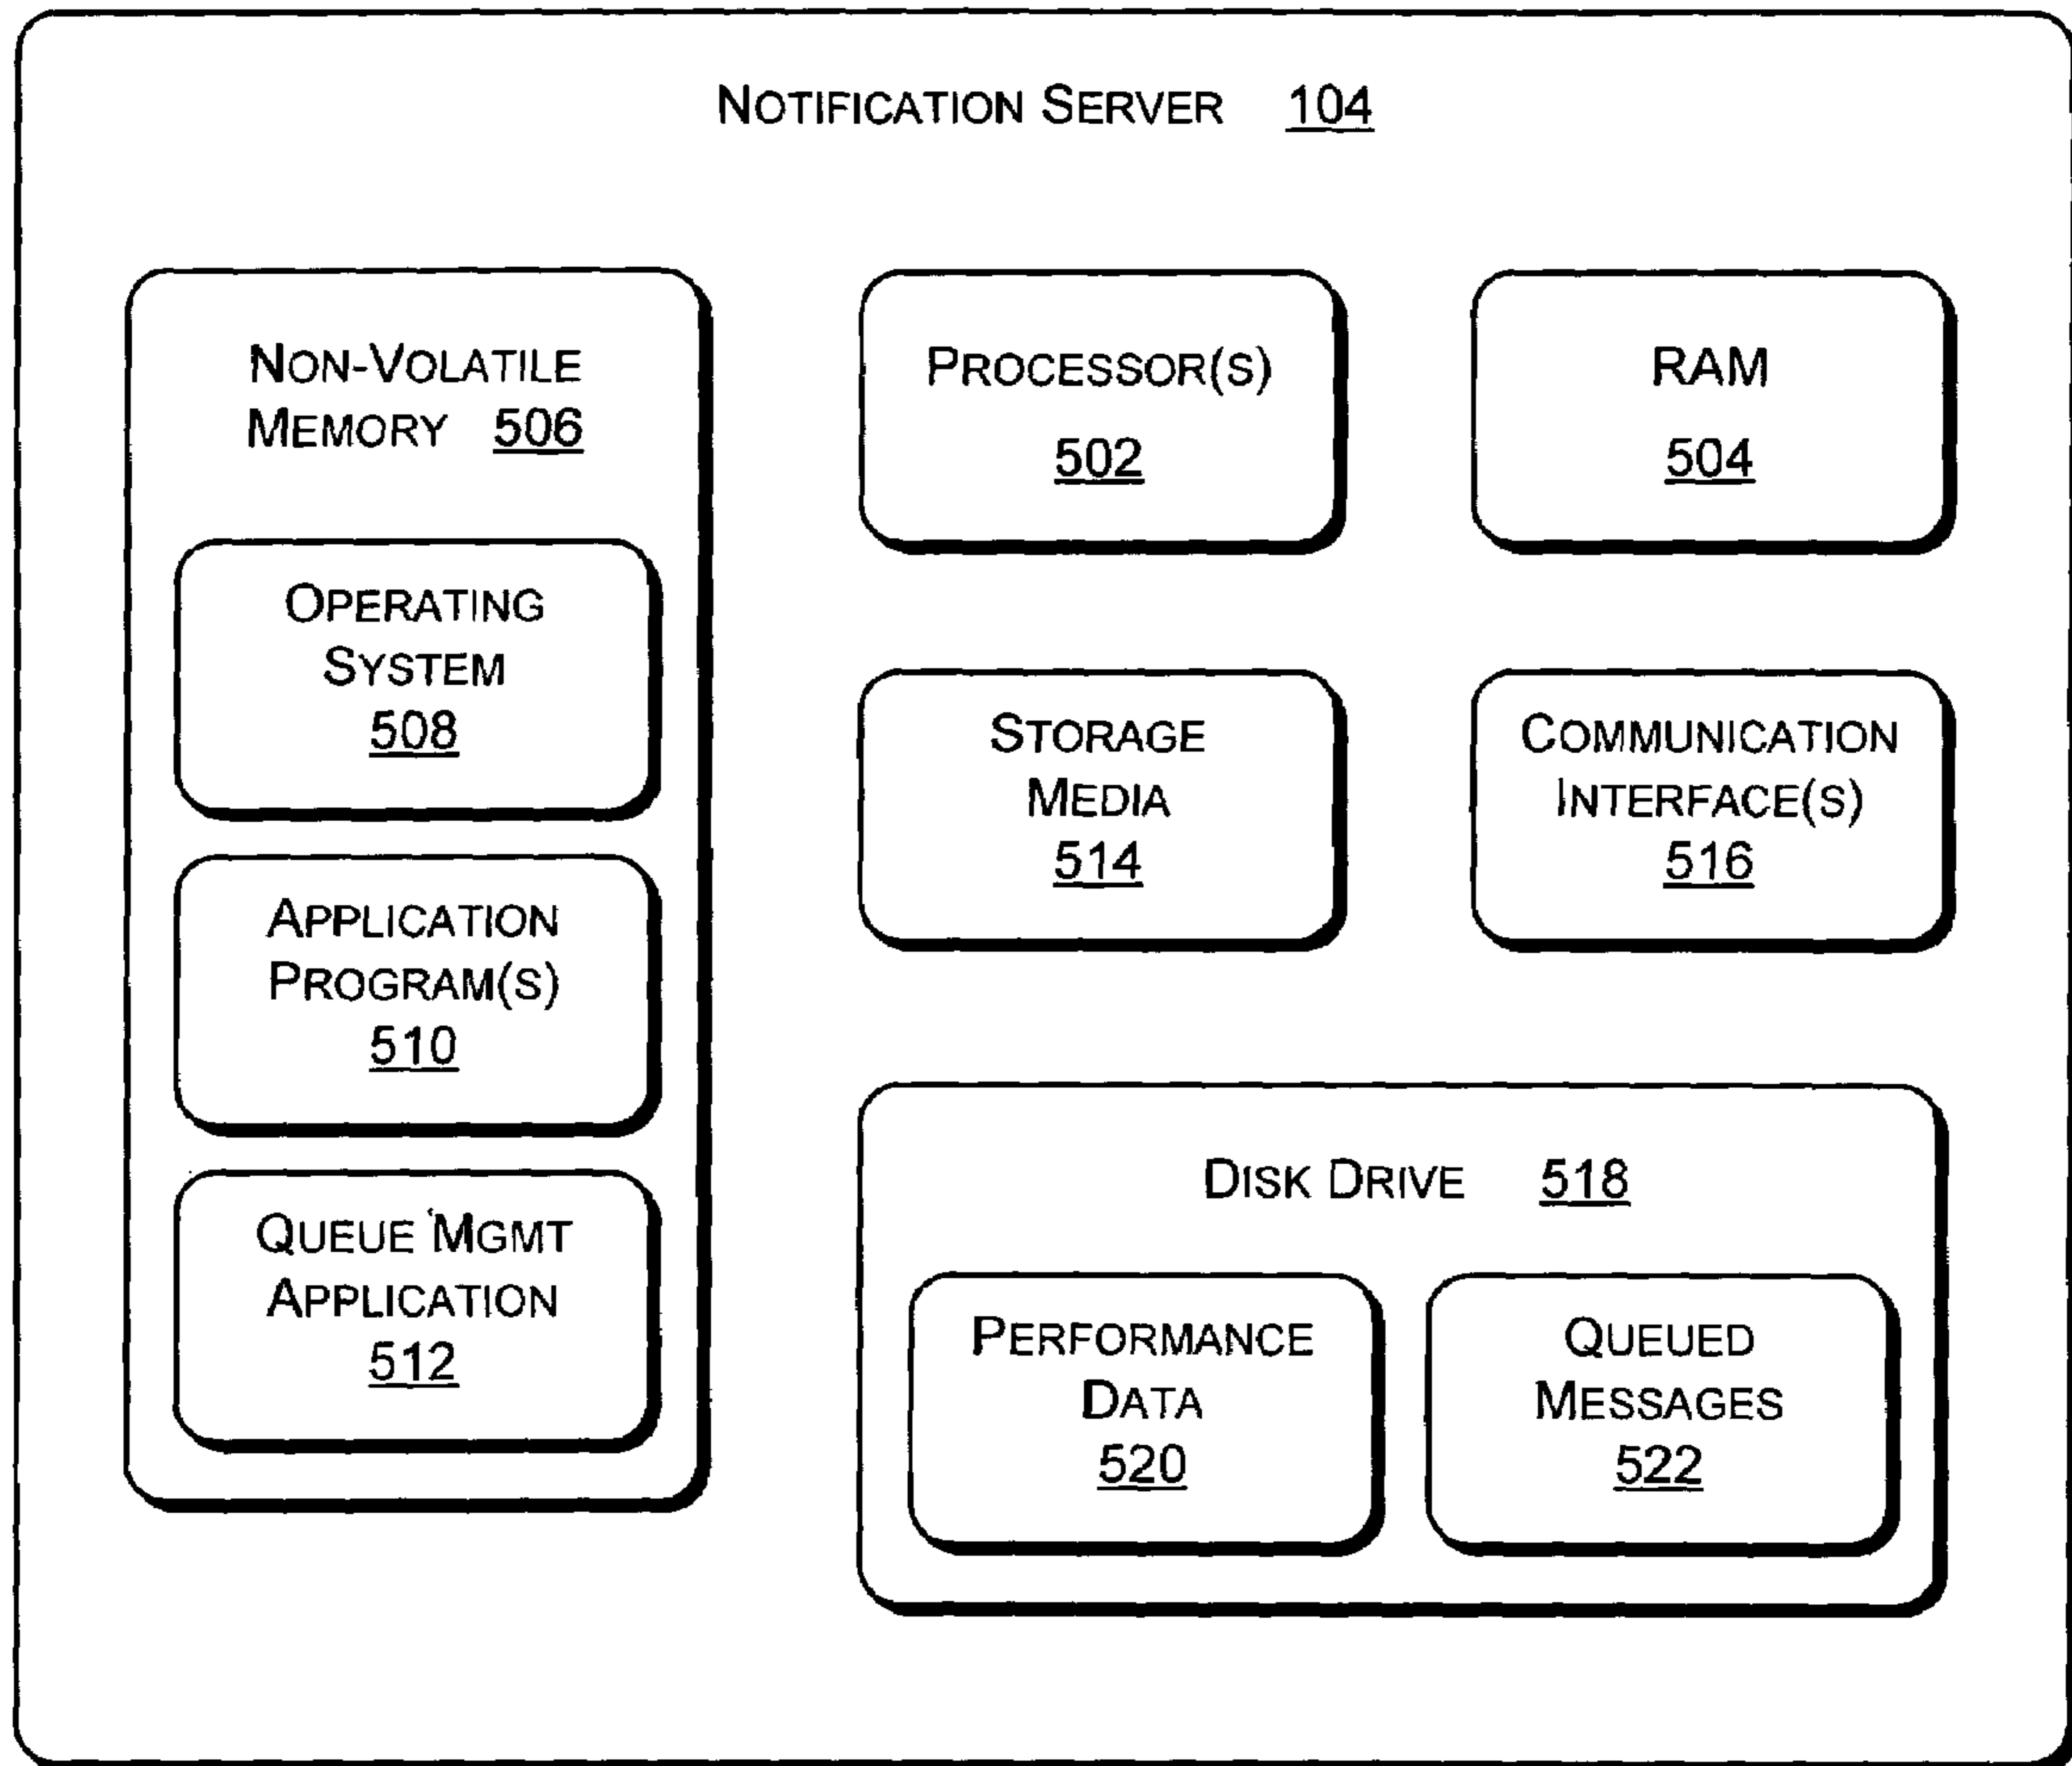 NOTIFICATION SERVER 104
NON-VOLATILE
MEMORY 506
OPERATING
SYSTEM
508
APPLICATION
PROGRAM(S)
510
QUEUE MGMT
APPLICATION
512
PROCESSOR(S)
502
RAM
504
STORAGE
MEDIA
514
COMMUNICATION
INTERFACE(S)
516
DISK DRIVE 518
PERFORMANCE
DATA
520
QUEUED
MESSAGES
522